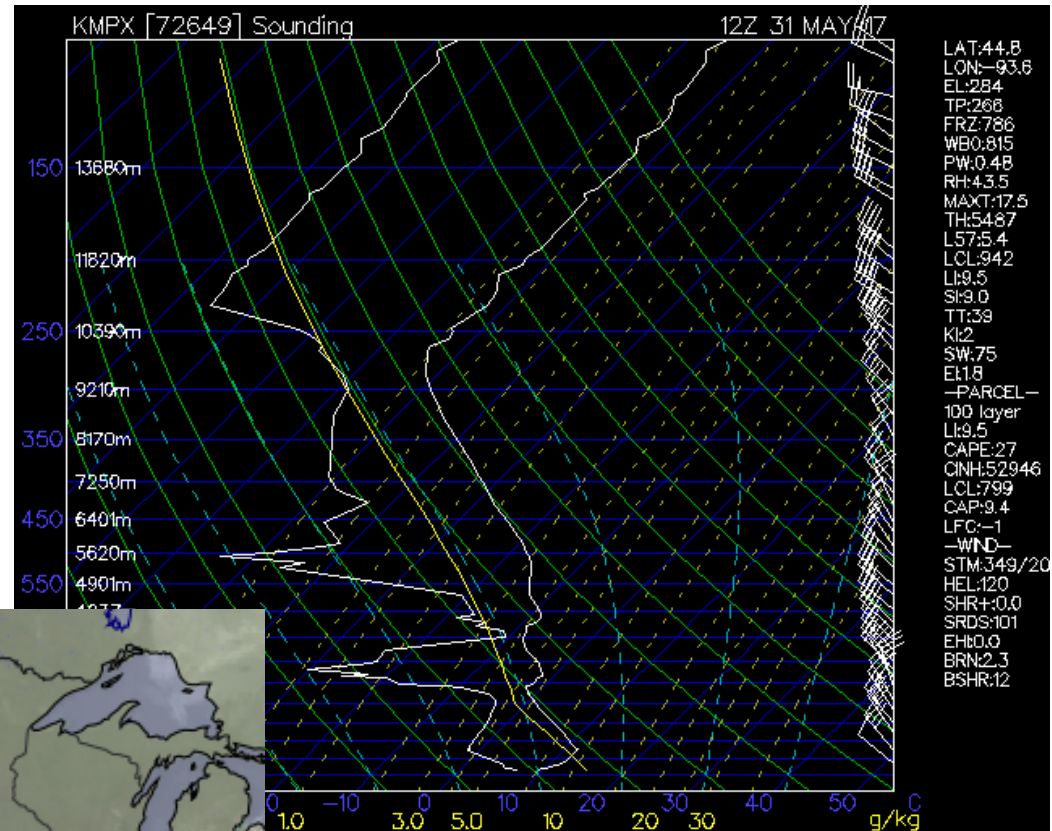 KMPX [72649] Sounding 12Z 31 MAY 17
150 13680m
11820m
250 10390m
9210m
350 8170m
7250m
450 6401m
5620m
550 4901m
0 -10 0 10 20 30 40 50 C
1.0 3.0 5.0 10 20 30 g/kg
LAT:44.8
LON:-93.6
EL:284
TP:266
FRZ:786
WB0:815
PW:0.48
RH:43.5
MAXT:17.5
TH:5487
L57:5.4
LCL:942
LI:9.5
SI:9.0
TT:39
KI:2
SW:75
EI:1.8
-PARCEL-
100 layer
LI:9.5
CAPE:27
CINH:52946
LCL:799
CAP:9.4
LFC:-1
-WIND-
STM:349/20
HEL:120
SHR+:0.0
SRDS:101
EHI:0.0
BRN:2.3
BSHR:12